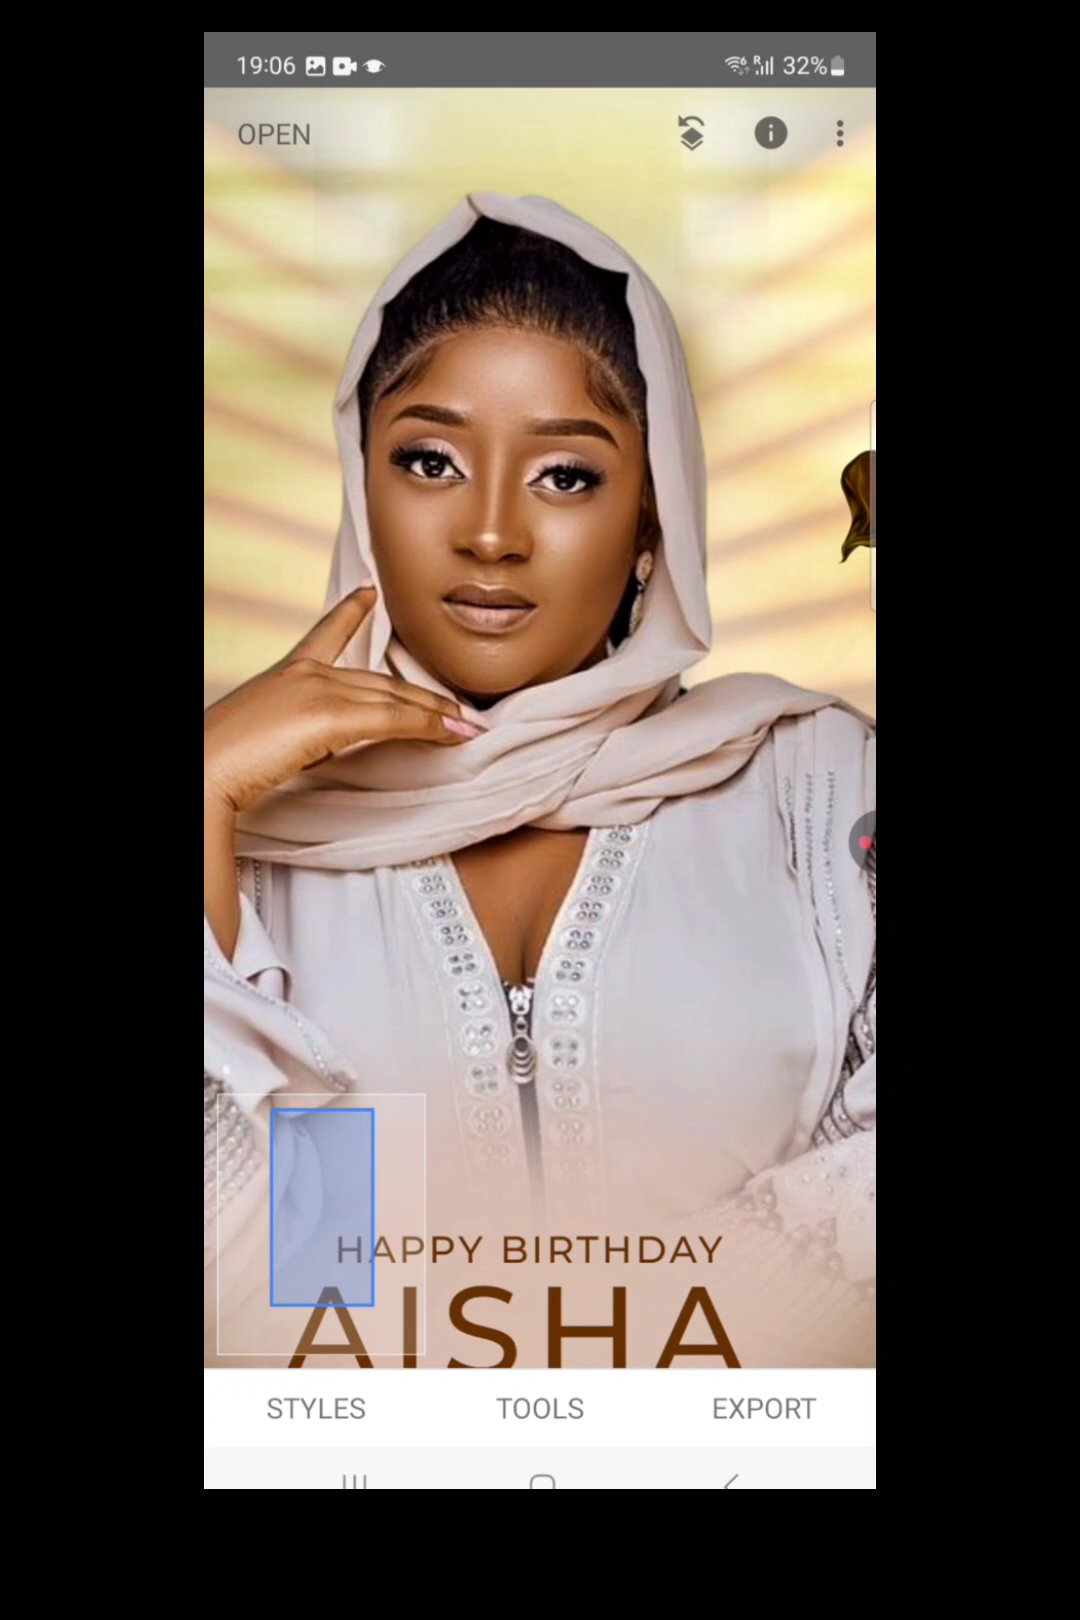 19:06 R 32%
OPEN
HAPPY BIRTHDAY
AISHA
STYLES TOOLS EXPORT